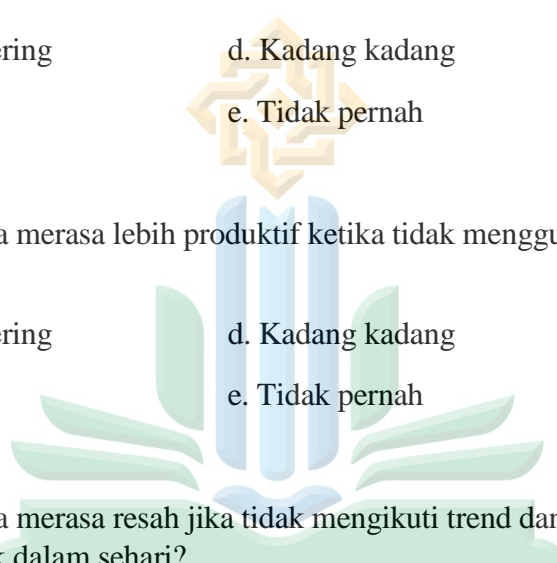 ering d. Kadang kadang
e. Tidak pernah
a merasa lebih produktif ketika tidak menggu
ering d. Kadang kadang
e. Tidak pernah
a merasa resah jika tidak mengikuti trend dan
k dalam sehari?